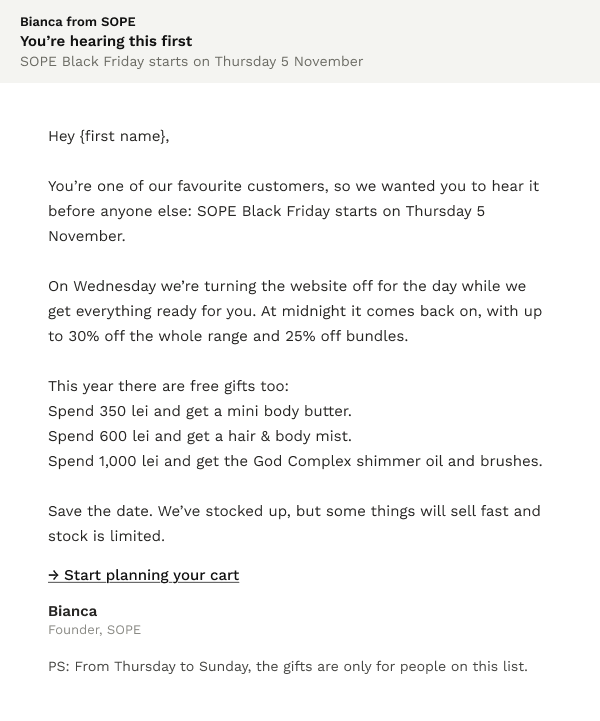 Bianca from SOPE
You’re hearing this first
SOPE Black Friday starts on Thursday 5 November
Hey {first name},
You’re one of our favourite customers, so we wanted you to hear it
before anyone else: SOPE Black Friday starts on Thursday 5
November.
On Wednesday we’re turning the website off for the day while we
get everything ready for you. At midnight it comes back on, with up
to 30% off the whole range and 25% off bundles.
This year there are free gifts too:
Spend 350 lei and get a mini body butter.
Spend 600 lei and get a hair & body mist.
Spend 1,000 lei and get the God Complex shimmer oil and brushes.
Save the date. We’ve stocked up, but some things will sell fast and
stock is limited.
→ Start planning your cart
Bianca
Founder, SOPE
PS: From Thursday to Sunday, the gifts are only for people on this list.